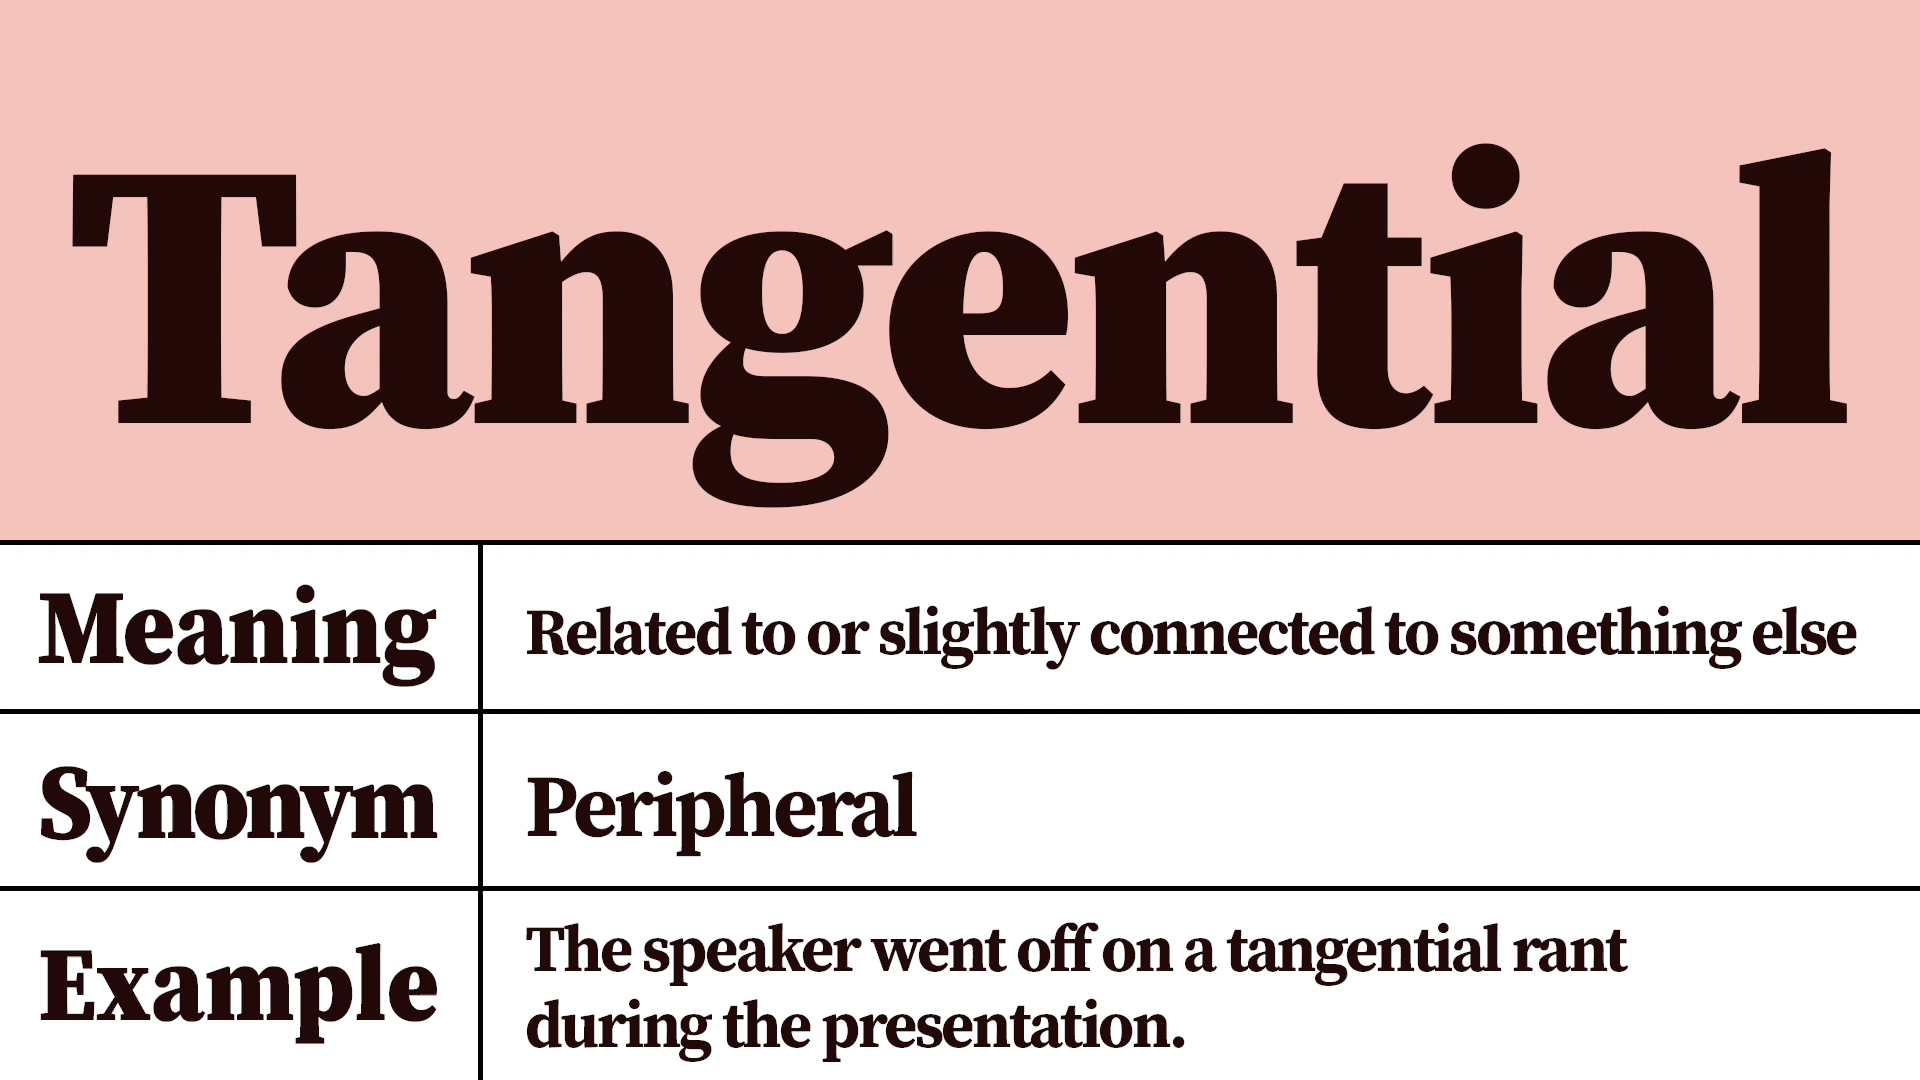 Tangential
Meaning
Related to or slightly connected to something else
Synonym
Peripheral
Example
The speaker went off on a tangential rant
during the presentation.